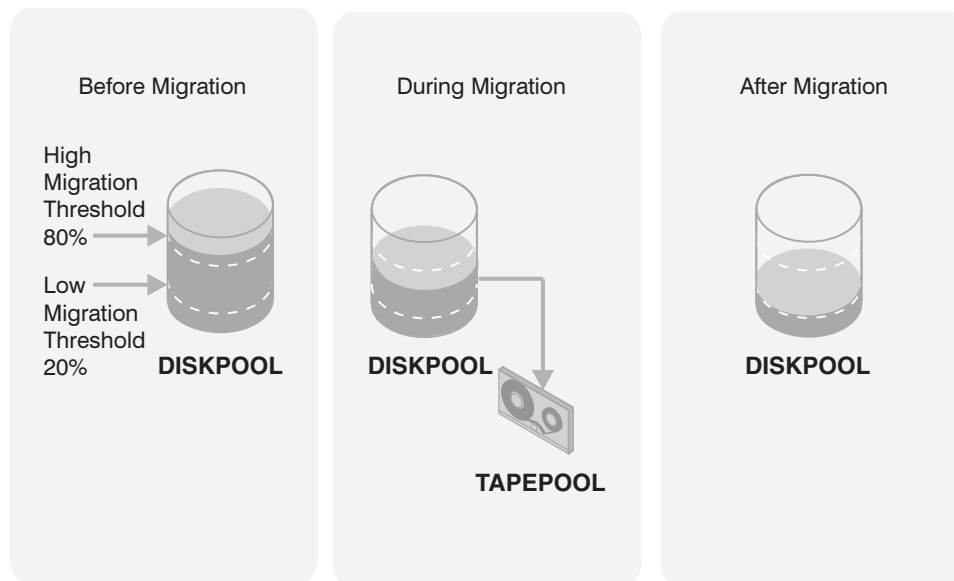 Before Migration
High
Migration
Threshold
80%
Low
Migration
Threshold
20%
DISKPOOL
During Migration
DISKPOOL
TAPEPOOL
After Migration
DISKPOOL